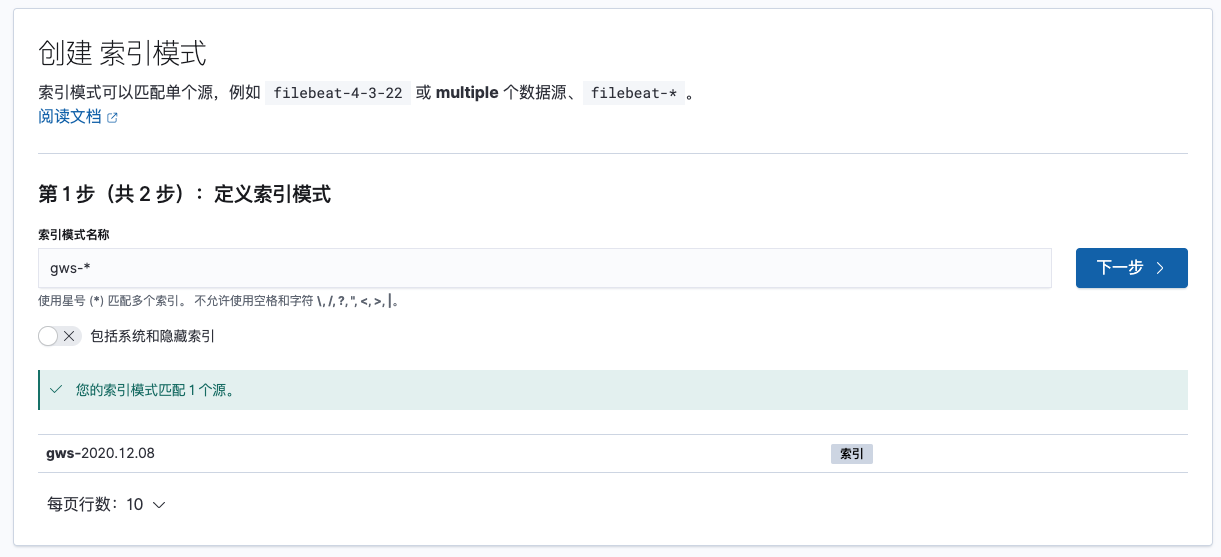 创建 索引模式
索引模式可以匹配单个源，例如 filebeat-4-3-22 或 multiple 个数据源、 filebeat-* 。
阅读文档
第 1 步（共 2 步）：定义索引模式
索引模式名称
gws-*
下一步
使用星号 (*) 匹配多个索引。 不允许使用空格和字符 \, /, ?, ", <, >, |。
包括系统和隐藏索引
您的索引模式匹配 1 个源。
gws-2020.12.08 索引
每页行数：10